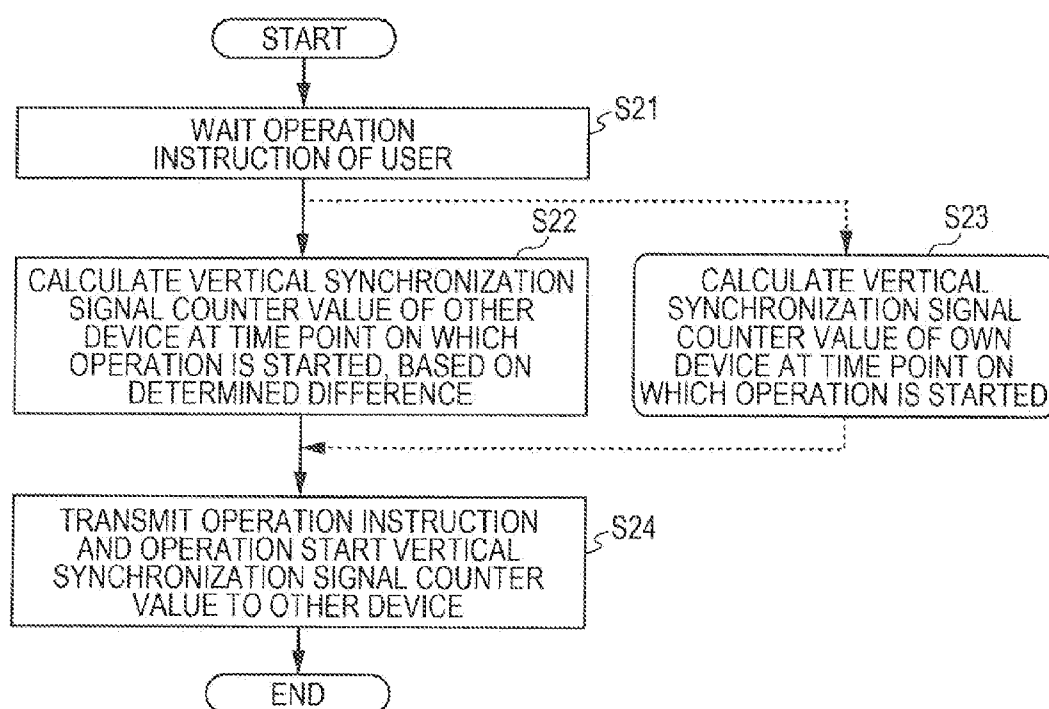 START
S21
WAIT OPERATION
INSTRUCTION OF USER
S22
CALCULATE VERTICAL SYNCHRONIZATION
SIGNAL COUNTER VALUE OF OTHER
DEVICE AT TIME POINT ON WHICH
OPERATION IS STARTED, BASED ON
DETERMINED DIFFERENCE
S23
CALCULATE VERTICAL
SYNCHRONIZATION SIGNAL
COUNTER VALUE OF OWN
DEVICE AT TIME POINT ON
WHICH OPERATION IS STARTED
S24
TRANSMIT OPERATION INSTRUCTION
AND OPERATION START VERTICAL
SYNCHRONIZATION SIGNAL COUNTER
VALUE TO OTHER DEVICE
END